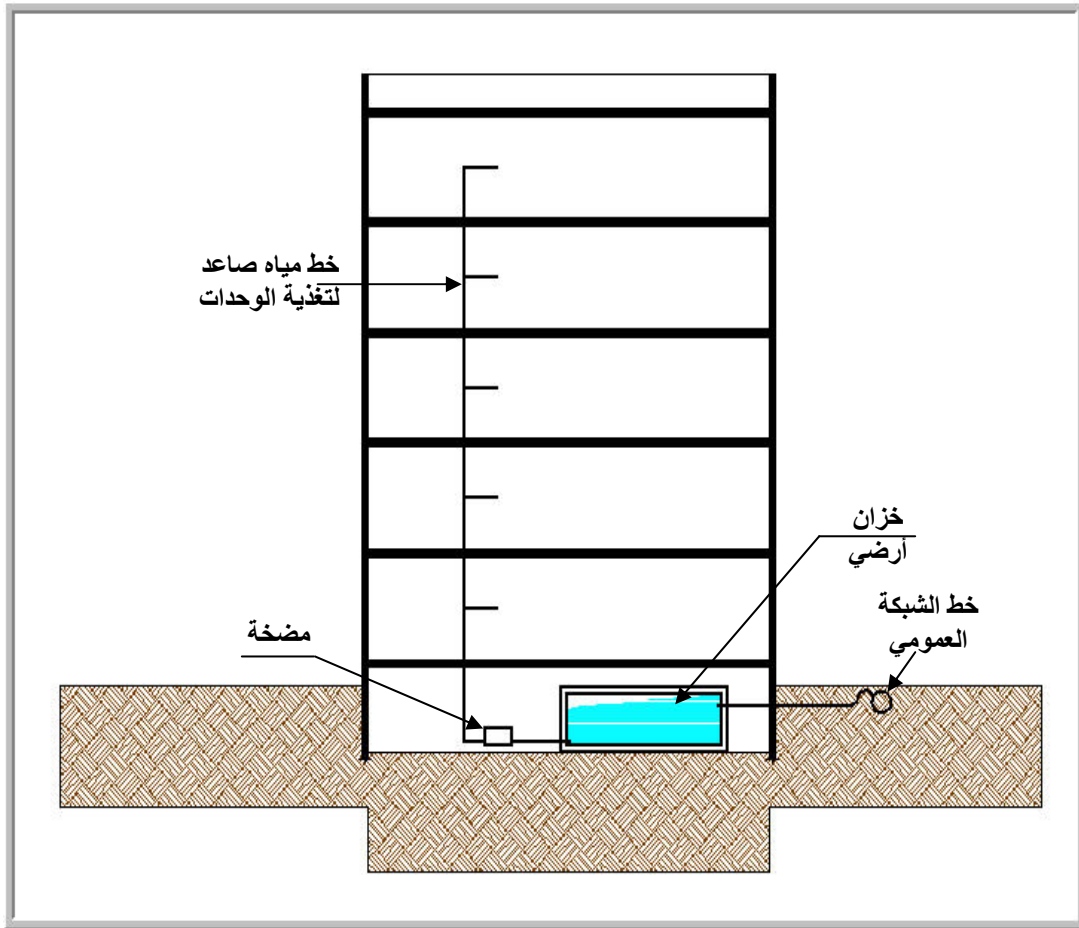 خط مياه صاعد
لتغذية الوحدات
خزان
أرضي
خط الشبكة
العمومي
مضخة